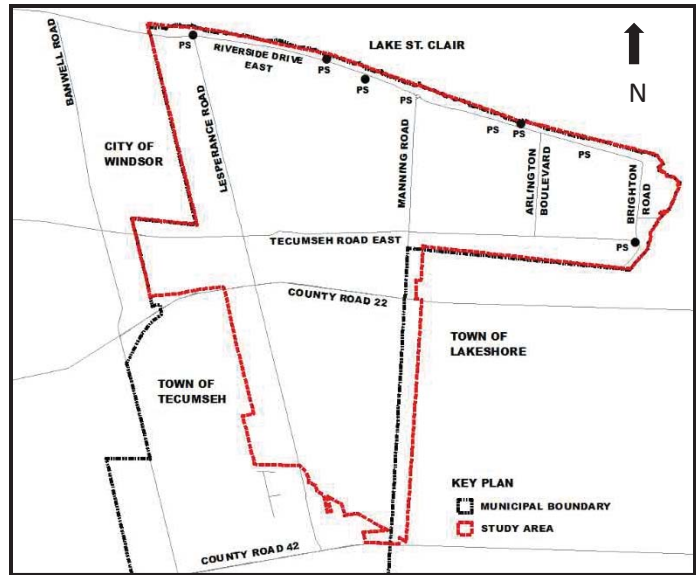 LAKE ST. CLAIR
N
BANWELL ROAD
PS
RIVERSIDE DRIVE
EAST
PS
PS
PS
LESPERANCE ROAD
CITY OF
WINDSOR
MANNING ROAD
PS
PS
PS
ARLINGTON
BOULEVARD
BRIGHTON
ROAD
TECUMSEH ROAD EAST
PS
COUNTY ROAD 22
TOWN OF
LAKESHORE
TOWN OF
TECUMSEH
KEY PLAN
MUNICIPAL BOUNDARY
STUDY AREA
COUNTY ROAD 42